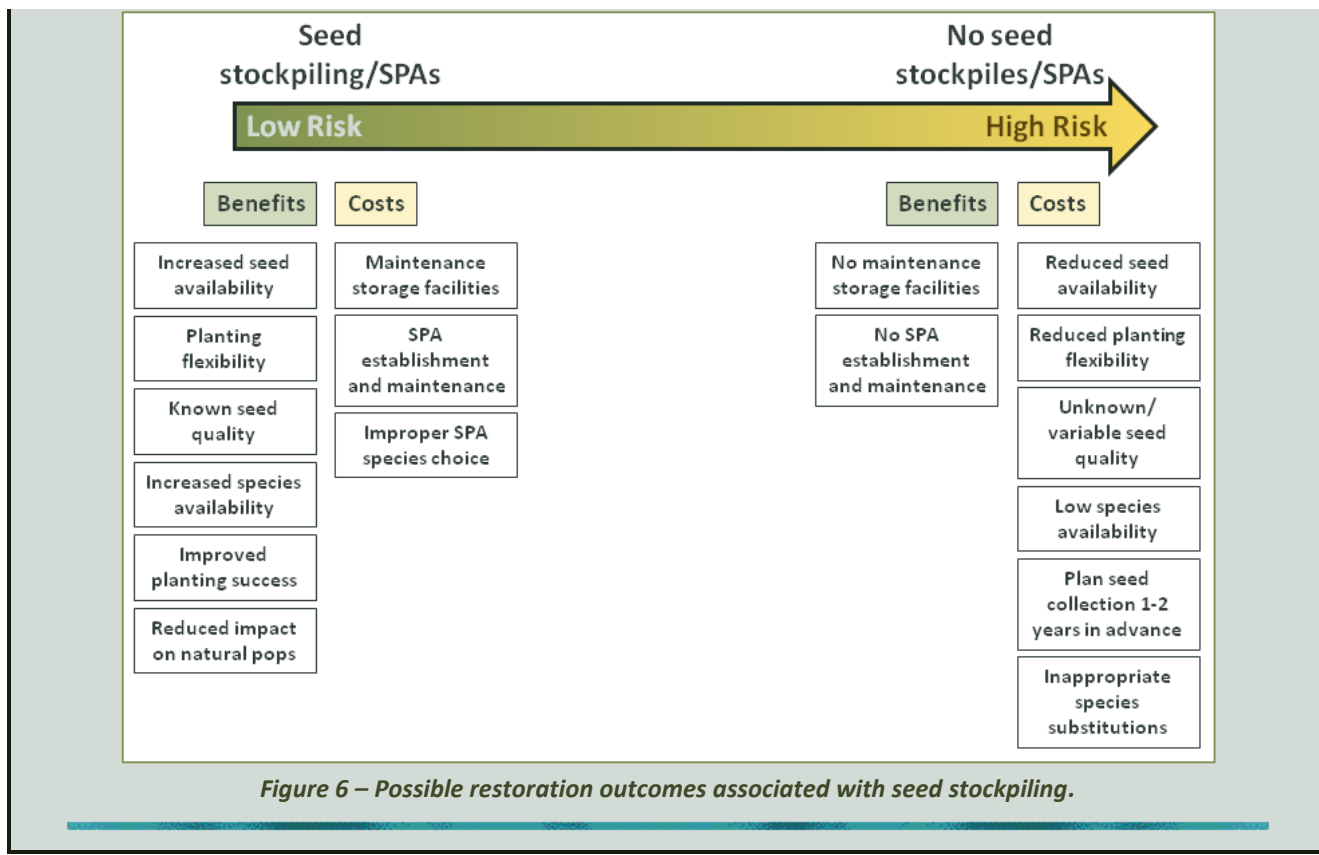 Seed
stockpiling/SPAs
No seed
stockpiles/SPAs
Low Risk
High Risk
Benefits
Costs
Increased seed
availability
Planting
flexibility
Known seed
quality
Increased species
availability
Improved
planting success
Reduced impact
on natural pops
Maintenance
storage facilities
SPA
establishment
and maintenance
Improper SPA
species choice
Benefits
Costs
No maintenance
storage facilities
No SPA
establishment
and maintenance
Reduced seed
availability
Reduced planting
flexibility
Unknown/
variable seed
quality
Low species
availability
Plan seed
collection 1-2
years in advance
Inappropriate
species
substitutions
Figure 6 – Possible restoration outcomes associated with seed stockpiling.